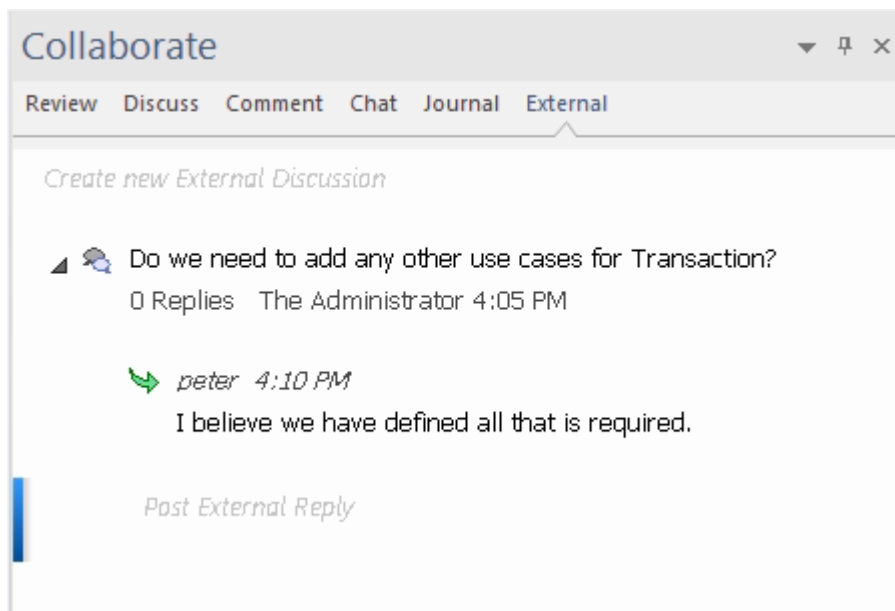 Collaborate
Review Discuss Comment Chat Journal External
Create new External Discussion
Do we need to add any other use cases for Transaction?
0 Replies The Administrator 4:05 PM
peter 4:10 PM
I believe we have defined all that is required.
Post External Reply